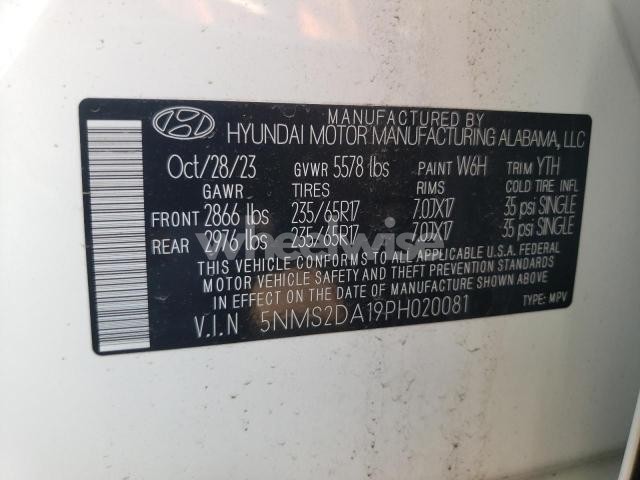 MANUFACTURED BY
HYUNDAI MOTOR MANUFACTURING ALABAMA, LLC
Oct/28/23 GVWR 5578 lbs PAINT W6H TRIM YTH
GAWR TIRES RIMS COLD TIRE INFL
FRONT 2866 lbs 235/65R17 7.0JX17 35 psi SINGLE
REAR 2976 lbs 235/65R17 7.0JX17 35 psi SINGLE
wheelwise
THIS VEHICLE CONFORMS TO ALL APPLICABLE U.S.A. FEDERAL
MOTOR VEHICLE SAFETY AND THEFT PREVENTION STANDARDS
IN EFFECT ON THE DATE OF MANUFACTURE SHOWN ABOVE
V.I.N 5NMS2DA19PH020081 TYPE: MPV